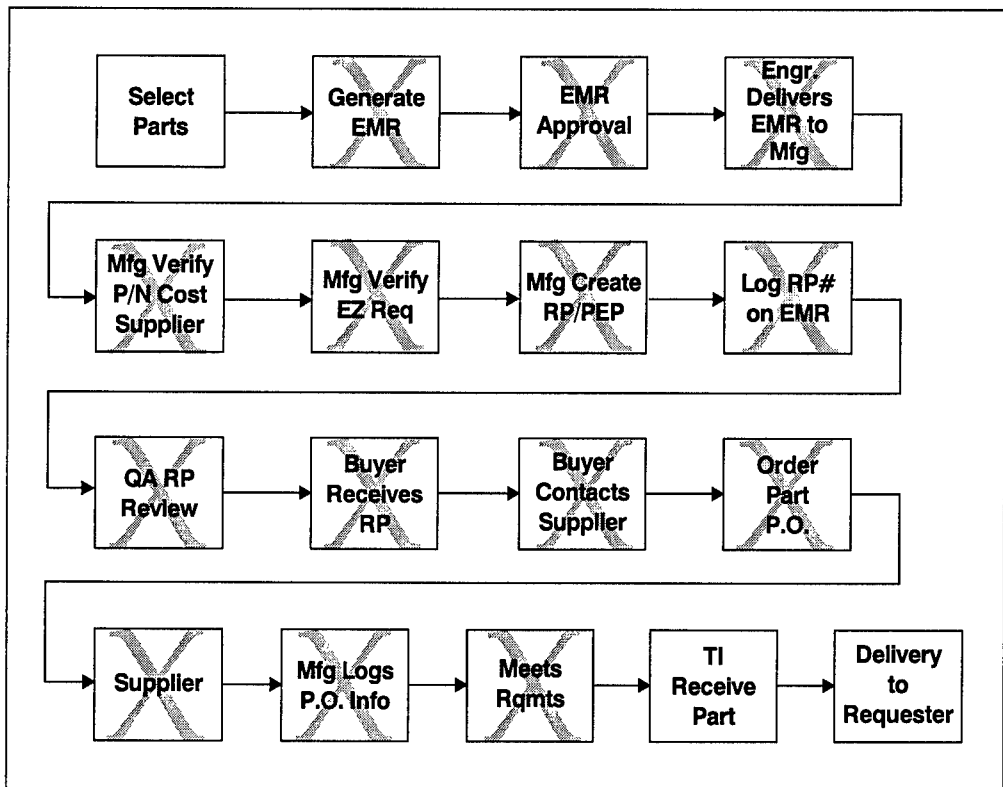 Select
Parts
Generate
EMR
EMR
Approval
Engr.
Delivers
EMR to
Mfg
Mfg Verify
P/N Cost
Supplier
Mfg Verify
EZ Req
Mfg Create
RP/PEP
Log RP#
on EMR
QA RP
Review
Buyer
Receives
RP
Buyer
Contacts
Supplier
Order
Part
P.O.
Supplier
Mfg Logs
P.O. Info
Meets
Rqmts
TI
Receive
Part
Delivery
to
Requester